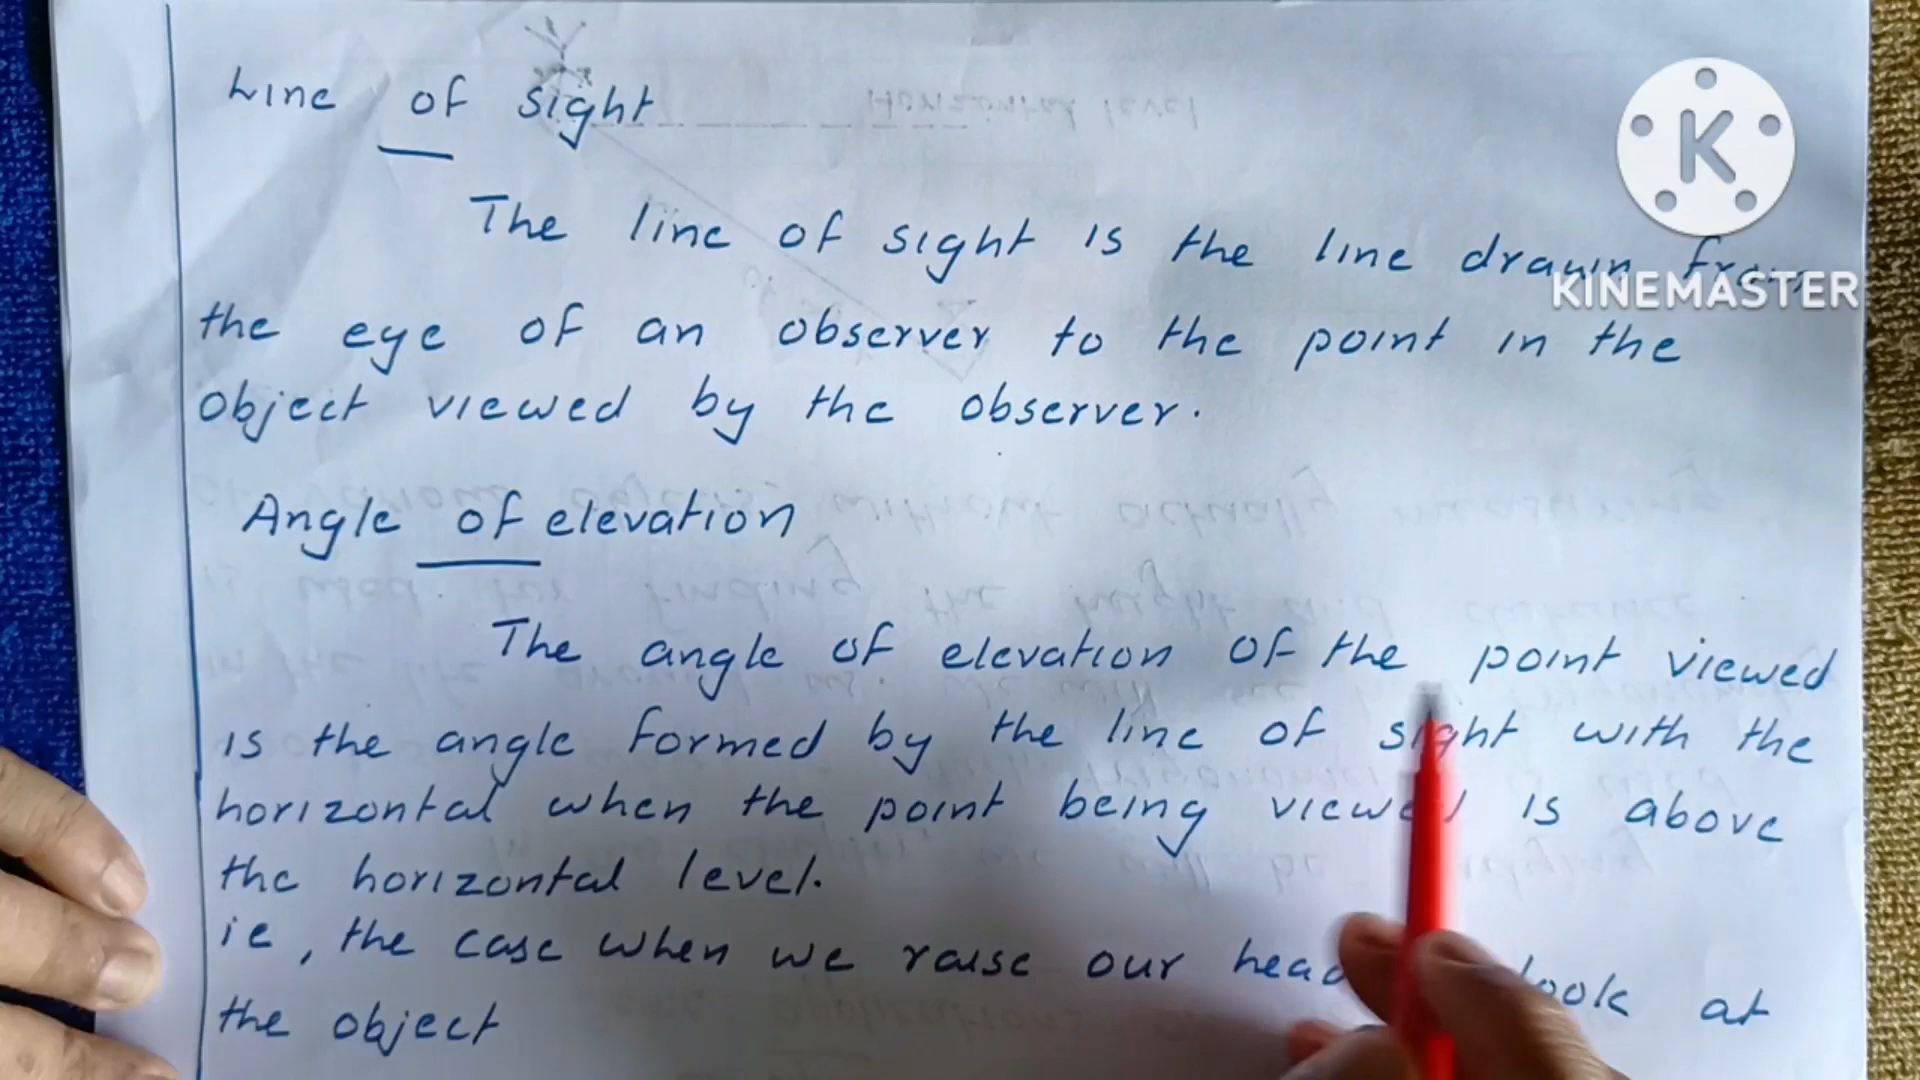 Line of sight
The line of sight is the line drawn from
the eye of an observer to the point in the
object viewed by the observer.
Angle of elevation
The angle of elevation of the point viewed
is the angle formed by the line of sight with the
horizontal when the point being viewed is above
the horizontal level.
ie, the case when we raise our head look at
the object
K
KINEMASTER
Horizontal level